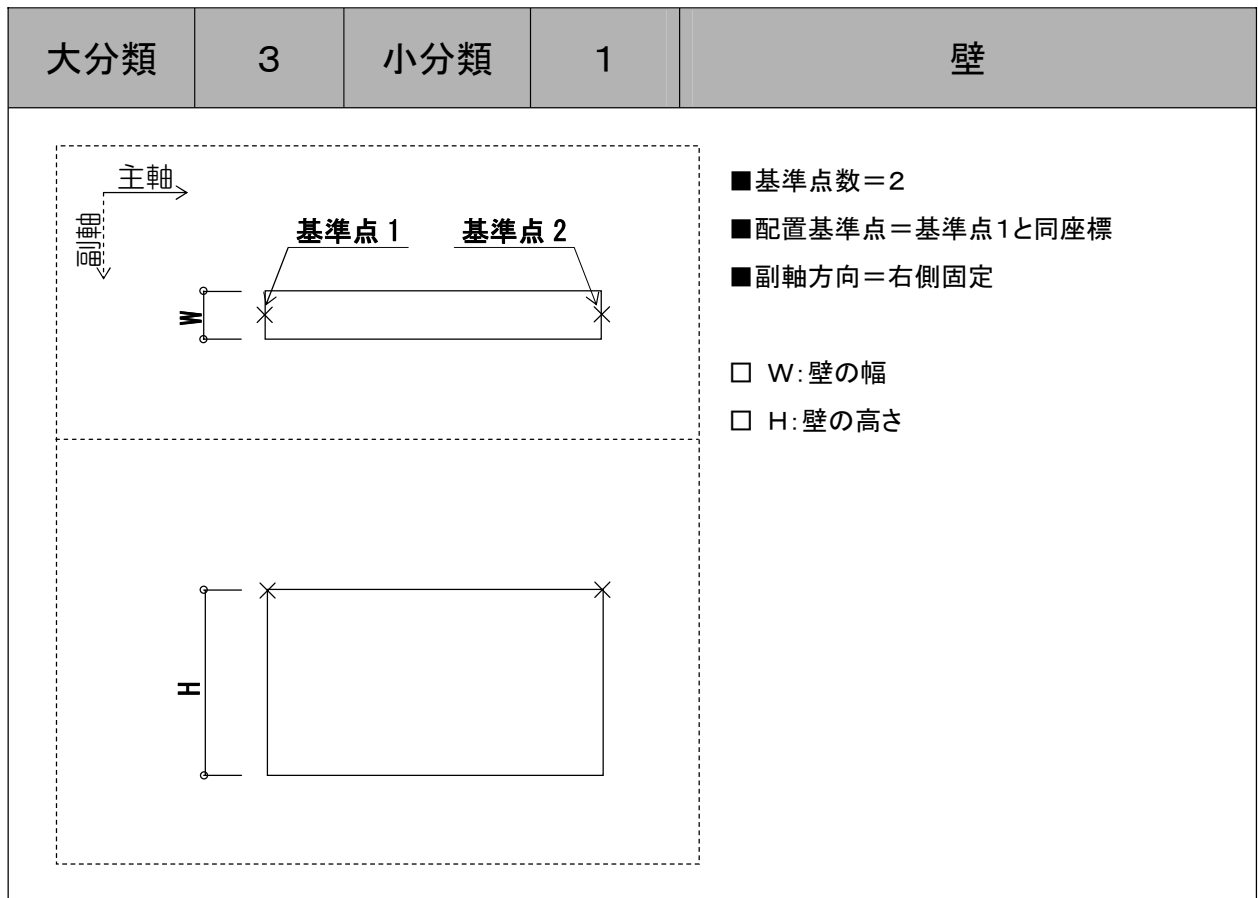 大分類 3 小分類 1 壁
主軸
副軸
基準点1 基準点2
W
H
■基準点数=2
■配置基準点=基準点1と同座標
■副軸方向=右側固定
□ W:壁の幅
□ H:壁の高さ